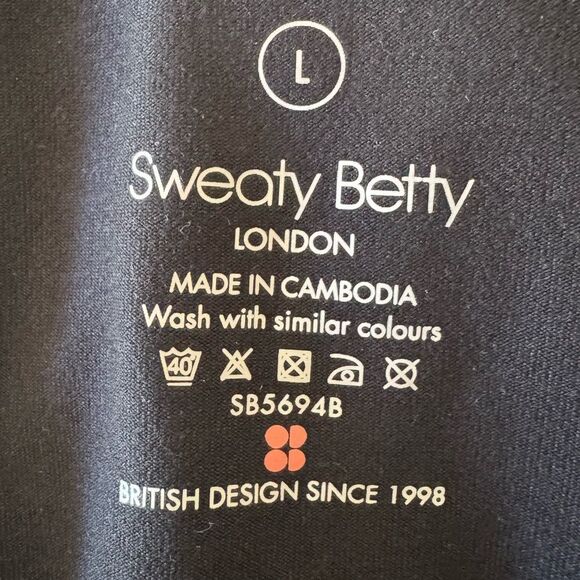 L
Sweaty Betty
LONDON
MADE IN CAMBODIA
Wash with similar colours
40
SB5694B
BRITISH DESIGN SINCE 1998